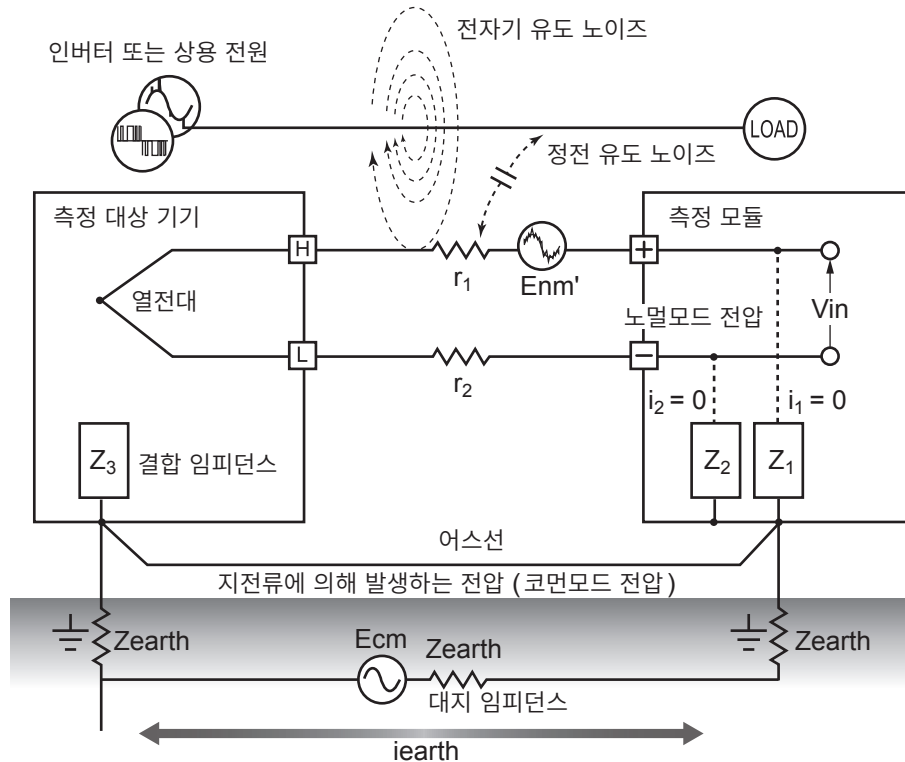 전자기 유도 노이즈
인버터 또는 상용 전원
LOAD
정전 유도 노이즈
측정 대상 기기
측정 모듈
H
+
r₁
Enm'
열전대
노멀모드 전압
Vin
L
−
r₂
i₂ = 0
i₁ = 0
Z₃
결합 임피던스
Z₂
Z₁
어스선
지전류에 의해 발생하는 전압 (코먼모드 전압)
Zearth
Ecm
Zearth
Zearth
대지 임피던스
iearth